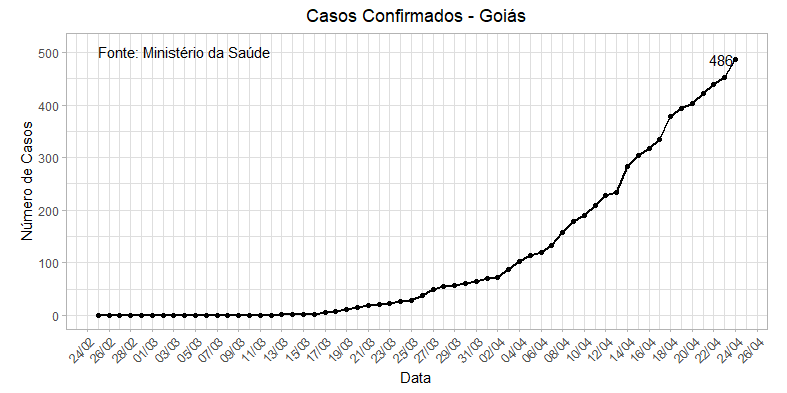 Casos Confirmados - Goiás
Fonte: Ministério da Saúde
486
Número de Casos
500
400
300
200
100
0
24/02 26/02 28/02 01/03 03/03 05/03 07/03 09/03 11/03 13/03 15/03 17/03 19/03 21/03 23/03 25/03 27/03 29/03 31/03 02/04 04/04 06/04 08/04 10/04 12/04 14/04 16/04 18/04 20/04 22/04 24/04 26/04
Data